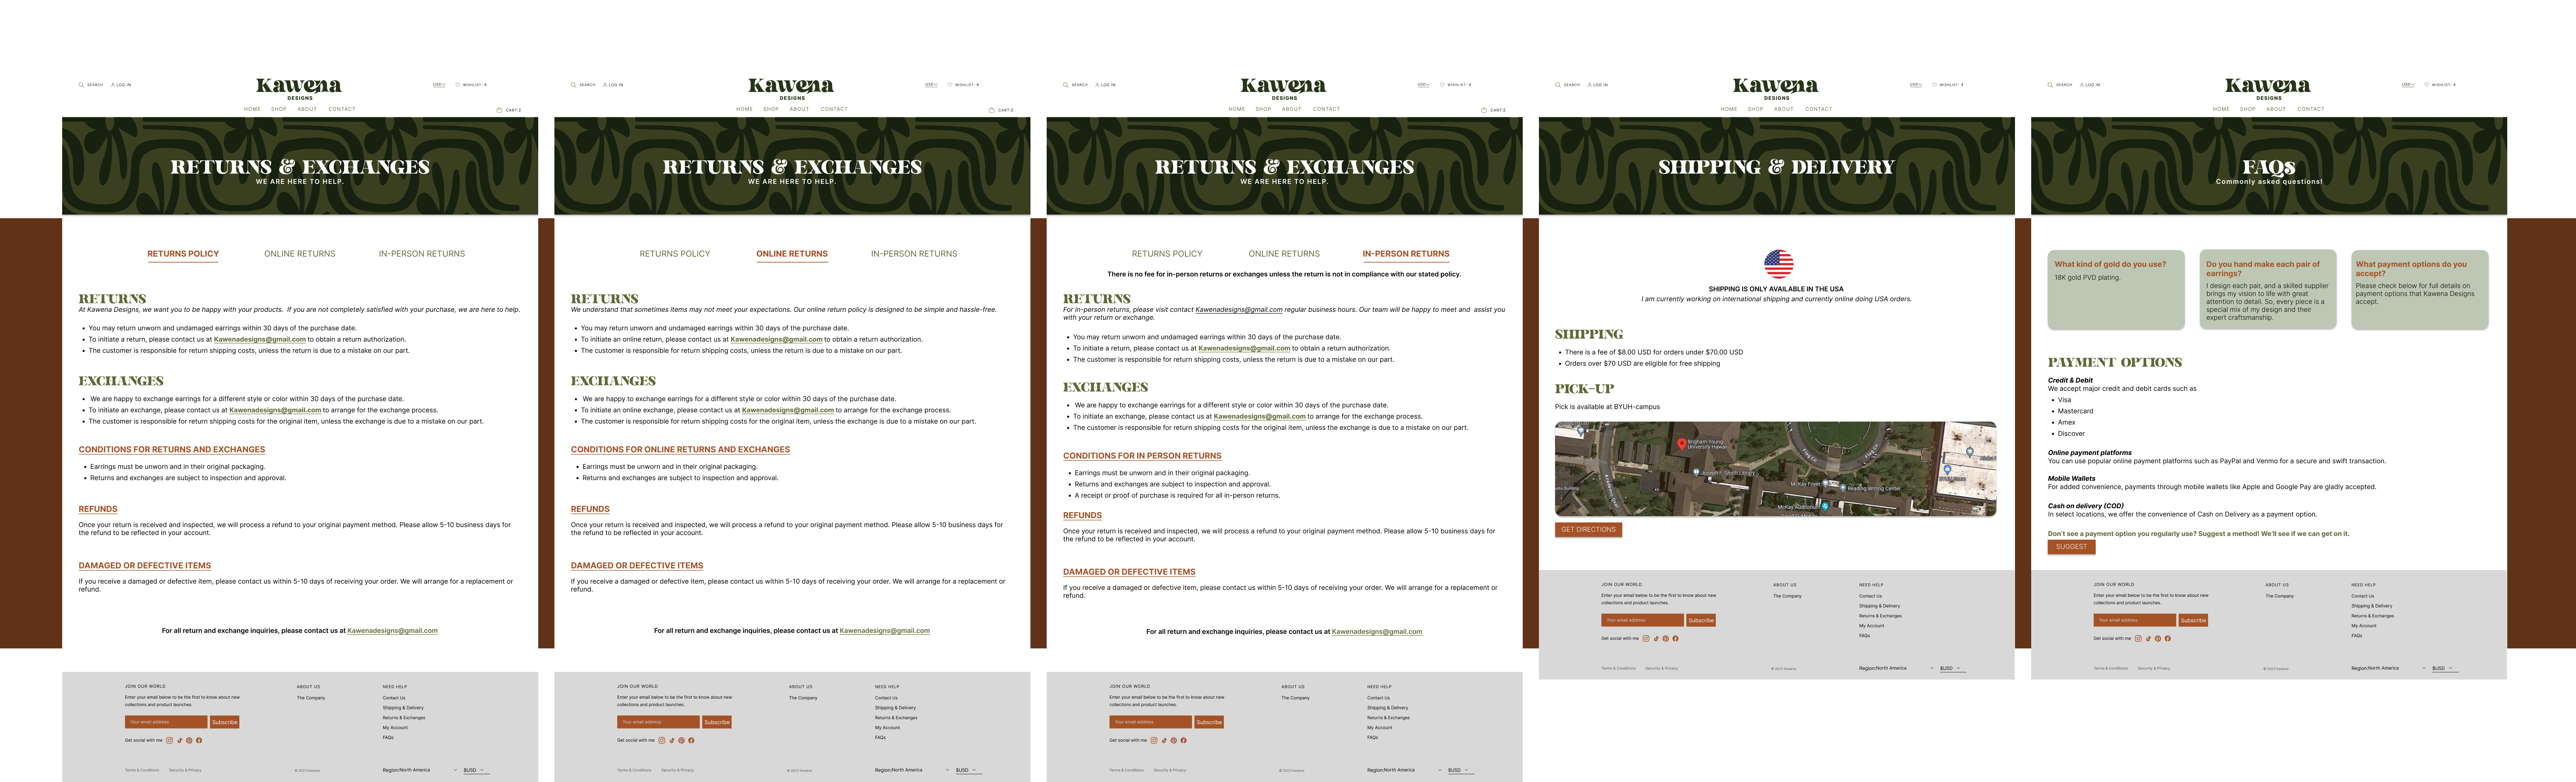 SEARCH
LOG IN
Kawena
DESIGNS
USD
WISHLIST:
HOME SHOP ABOUT CONTACT
CART:2
RETURNS & EXCHANGES
WE ARE HERE TO HELP.
RETURNS POLICY ONLINE RETURNS IN-PERSON RETURNS
RETURNS
At Kawena Designs, we want you to be happy with your products. If you are not completely satisfied with your purchase, we are here to help.
• You may return unworn and undamaged earrings within 30 days of the purchase date.
• To initiate a return, please contact us at Kawenadesigns@gmail.com to obtain a return authorization.
• The customer is responsible for return shipping costs, unless the return is due to a mistake on our part.
EXCHANGES
• We are happy to exchange earrings for a different style or color within 30 days of the purchase date.
• To initiate an exchange, please contact us at Kawenadesigns@gmail.com to arrange for the exchange process.
• The customer is responsible for return shipping costs for the original item, unless the exchange is due to a mistake on our part.
CONDITIONS FOR RETURNS AND EXCHANGES
• Earrings must be unworn and in their original packaging.
• Returns and exchanges are subject to inspection and approval.
REFUNDS
Once your return is received and inspected, we will process a refund to your original payment method. Please allow 5-10 business days for
the refund to be reflected in your account.
DAMAGED OR DEFECTIVE ITEMS
If you receive a damaged or defective item, please contact us within 5-10 days of receiving your order. We will arrange for a replacement or
refund.
For all return and exchange inquiries, please contact us at Kawenadesigns@gmail.com
JOIN OUR WORLD
Enter your email below to be the first to know about new
collections and product launches.
Your email address
Subscribe
Get social with me
ABOUT US
The Company
NEED HELP
Contact Us
Shipping & Delivery
Returns & Exchanges
My Account
FAQs
Terms & Conditions Security & Privacy
© 2023 Kawena
Region:North America
$USD
SEARCH
LOG IN
Kawena
DESIGNS
USD
WISHLIST:
HOME SHOP ABOUT CONTACT
CART:2
RETURNS & EXCHANGES
WE ARE HERE TO HELP.
RETURNS POLICY ONLINE RETURNS IN-PERSON RETURNS
RETURNS
We understand that sometimes items may not meet your expectations. Our online return policy is designed to be simple and hassle-free.
• You may return unworn and undamaged earrings within 30 days of the purchase date.
• To initiate an online return, please contact us at Kawenadesigns@gmail.com to obtain a return authorization.
• The customer is responsible for return shipping costs, unless the return is due to a mistake on our part.
EXCHANGES
• We are happy to exchange earrings for a different style or color within 30 days of the purchase date.
• To initiate an online exchange, please contact us at Kawenadesigns@gmail.com to arrange for the exchange process.
• The customer is responsible for return shipping costs for the original item, unless the exchange is due to a mistake on our part.
CONDITIONS FOR ONLINE RETURNS AND EXCHANGES
• Earrings must be unworn and in their original packaging.
• Returns and exchanges are subject to inspection and approval.
REFUNDS
Once your return is received and inspected, we will process a refund to your original payment method. Please allow 5-10 business days for
the refund to be reflected in your account.
DAMAGED OR DEFECTIVE ITEMS
If you receive a damaged or defective item, please contact us within 5-10 days of receiving your order. We will arrange for a replacement or
refund.
For all return and exchange inquiries, please contact us at Kawenadesigns@gmail.com
JOIN OUR WORLD
Enter your email below to be the first to know about new
collections and product launches.
Your email address
Subscribe
Get social with me
ABOUT US
The Company
NEED HELP
Contact Us
Shipping & Delivery
Returns & Exchanges
My Account
FAQs
Terms & Conditions Security & Privacy
© 2023 Kawena
Region:North America
$USD
SEARCH
LOG IN
Kawena
DESIGNS
USD
WISHLIST:
HOME SHOP ABOUT CONTACT
CART:2
RETURNS & EXCHANGES
WE ARE HERE TO HELP.
RETURNS POLICY ONLINE RETURNS IN-PERSON RETURNS
There is no fee for in-person returns or exchanges unless the return is not in compliance with our stated policy.
RETURNS
For in-person returns, please visit contact Kawenadesigns@gmail.com regular business hours. Our team will be happy to meet and assist you
with your return or exchange.
• You may return unworn and undamaged earrings within 30 days of the purchase date.
• To initiate a return, please contact us at Kawenadesigns@gmail.com to obtain a return authorization.
• The customer is responsible for return shipping costs, unless the return is due to a mistake on our part.
EXCHANGES
• We are happy to exchange earrings for a different style or color within 30 days of the purchase date.
• To initiate an exchange, please contact us at Kawenadesigns@gmail.com to arrange for the exchange process.
• The customer is responsible for return shipping costs for the original item, unless the exchange is due to a mistake on our part.
CONDITIONS FOR IN PERSON RETURNS
• Earrings must be unworn and in their original packaging.
• Returns and exchanges are subject to inspection and approval.
• A receipt or proof of purchase is required for all in-person returns.
REFUNDS
Once your return is received and inspected, we will process a refund to your original payment method. Please allow 5-10 business days for
the refund to be reflected in your account.
DAMAGED OR DEFECTIVE ITEMS
If you receive a damaged or defective item, please contact us within 5-10 days of receiving your order. We will arrange for a replacement or
refund.
For all return and exchange inquiries, please contact us at Kawenadesigns@gmail.com
JOIN OUR WORLD
Enter your email below to be the first to know about new
collections and product launches.
Your email address
Subscribe
Get social with me
ABOUT US
The Company
NEED HELP
Contact Us
Shipping & Delivery
Returns & Exchanges
My Account
FAQs
Terms & Conditions Security & Privacy
© 2023 Kawena
Region:North America
$USD
SEARCH
LOG IN
Kawena
DESIGNS
USD
WISHLIST:
HOME SHOP ABOUT CONTACT
SHIPPING & DELIVERY
SHIPPING IS ONLY AVAILABLE IN THE USA
I am currently working on international shipping and currently online doing USA orders.
SHIPPING
• There is a fee of $8.00 USD for orders under $70.00 USD
• Orders over $70 USD are eligible for free shipping
PICK-UP
Pick is available at BYUH-campus
Brigham Young
University Hawaii
Joseph F. Smith Library
McKay Foyer
Reading Writing Center
McKay Auditorium
GET DIRECTIONS
JOIN OUR WORLD
Enter your email below to be the first to know about new
collections and product launches.
Your email address
Subscribe
Get social with me
ABOUT US
The Company
NEED HELP
Contact Us
Shipping & Delivery
Returns & Exchanges
My Account
FAQs
Terms & Conditions Security & Privacy
© 2023 Kawena
Region:North America
$USD
SEARCH
LOG IN
Kawena
DESIGNS
USD
WISHLIST:
HOME SHOP ABOUT CONTACT
FAQs
Commonly asked questions!
What kind of gold do you use?
18K gold PVD plating.
Do you hand make each pair of
earrings?
I design each pair, and a skilled supplier
brings my vision to life with great
attention to detail. So, every piece is a
special mix of my design and their
expert craftsmanship.
What payment options do you
accept?
Please check below for full details on
payment options that Kawena Designs
accept.
PAYMENT OPTIONS
Credit & Debit
We accept major credit and debit cards such as
• Visa
• Mastercard
• Amex
• Discover
Online payment platforms
You can use popular online payment platforms such as PayPal and Venmo for a secure and swift transaction.
Mobile Wallets
For added convenience, payments through mobile wallets like Apple and Google Pay are gladly accepted.
Cash on delivery (COD)
In select locations, we offer the convenience of Cash on Delivery as a payment option.
Don't see a payment option you regularly use? Suggest a method! We'll see if we can get on it.
SUGGEST
JOIN OUR WORLD
Enter your email below to be the first to know about new
collections and product launches.
Your email address
Subscribe
Get social with me
ABOUT US
The Company
NEED HELP
Contact Us
Shipping & Delivery
Returns & Exchanges
My Account
FAQs
Terms & Conditions Security & Privacy
© 2023 Kawena
Region:North America
$USD